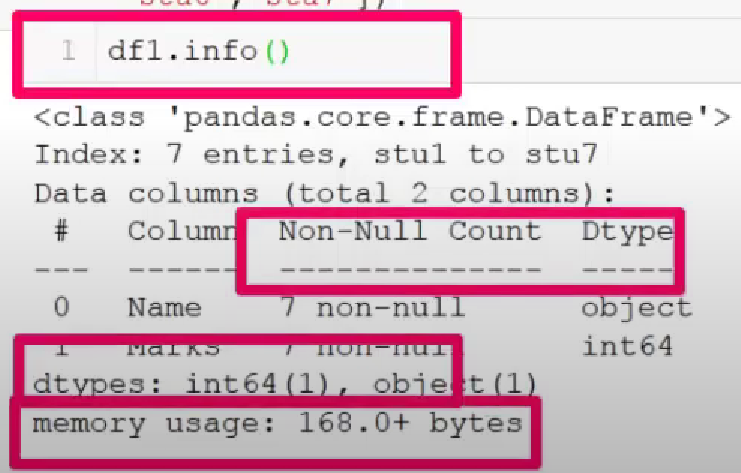 1 df1.info()
<class 'pandas.core.frame.DataFrame'>
Index: 7 entries, stu1 to stu7
Data columns (total 2 columns):
# Column Non-Null Count Dtype
--- ------ -------------- -----
0 Name 7 non-null object
1 Marks 7 non-null int64
dtypes: int64(1), object(1)
memory usage: 168.0+ bytes